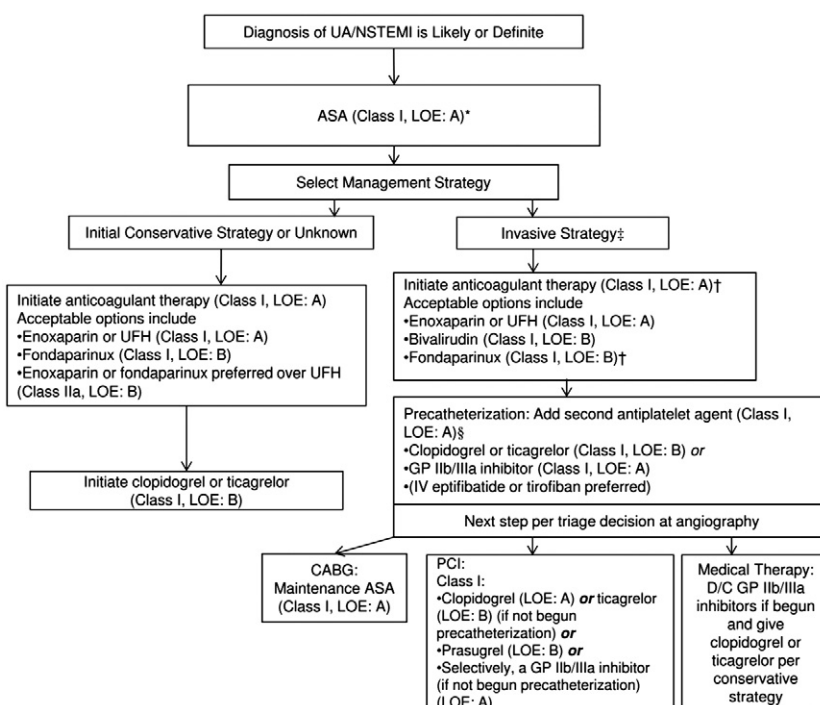 Diagnosis of UA/NSTEMI is Likely or Definite
ASA (Class I, LOE: A)*
Select Management Strategy
Initial Conservative Strategy or Unknown
Invasive Strategy‡
Initiate anticoagulant therapy (Class I, LOE: A)
Acceptable options include
•Enoxaparin or UFH (Class I, LOE: A)
•Fondaparinux (Class I, LOE: B)
•Enoxaparin or fondaparinux preferred over UFH
(Class IIa, LOE: B)
Initiate clopidogrel or ticagrelor
(Class I, LOE: B)
Initiate anticoagulant therapy (Class I, LOE: A)†
Acceptable options include
•Enoxaparin or UFH (Class I, LOE: A)
•Bivalirudin (Class I, LOE: B)
•Fondaparinux (Class I, LOE: B)†
Precatheterization: Add second antiplatelet agent (Class I,
LOE: A)§
•Clopidogrel or ticagrelor (Class I, LOE: B) or
•GP IIb/IIIa inhibitor (Class I, LOE: A)
•(IV eptifibatide or tirofiban preferred)
Next step per triage decision at angiography
CABG:
Maintenance ASA
(Class I, LOE: A)
PCI:
Class I:
•Clopidogrel (LOE: A) or ticagrelor
(LOE: B) (if not begun
precatheterization) or
•Prasugrel (LOE: B) or
•Selectively, a GP IIb/IIIa inhibitor
(if not begun precatheterization)
(LOE: A)
Medical Therapy:
D/C GP IIb/IIIa
inhibitors if begun
and give
clopidogrel or
ticagrelor per
conservative
strategy